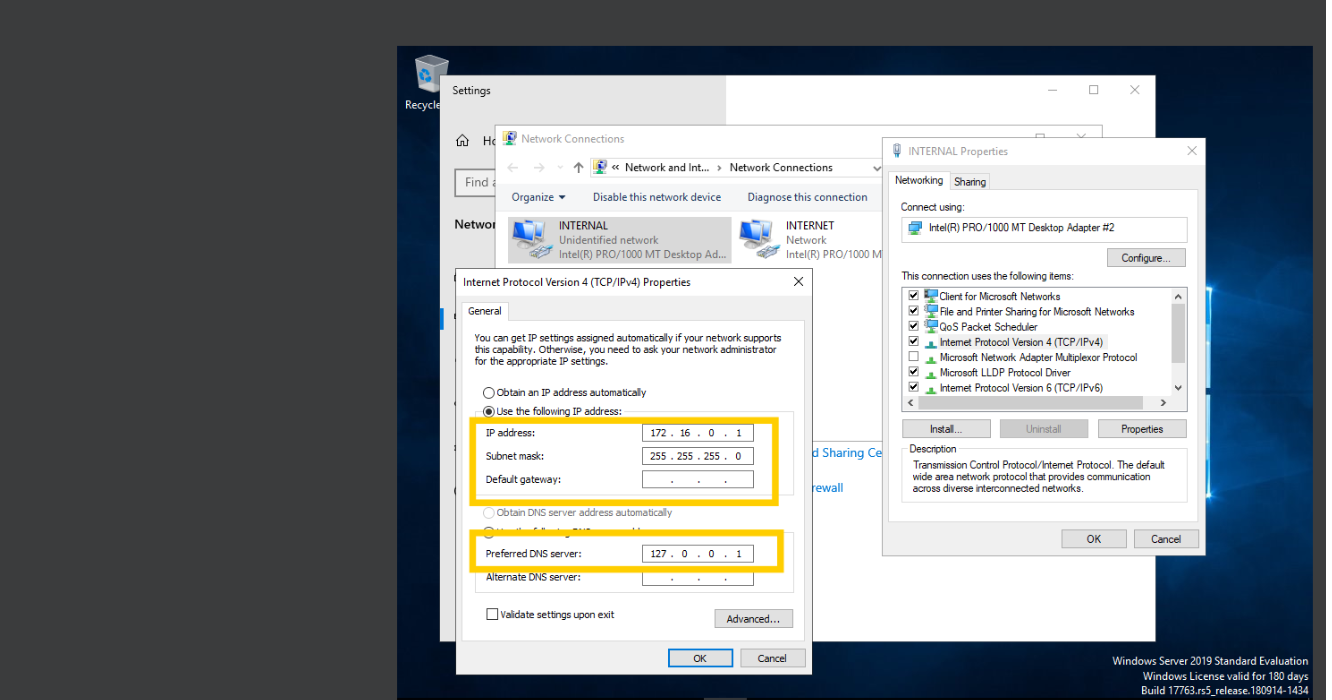 Recycle
Settings
Ho
Find a
Networ
Network Connections
« Network and Int... › Network Connections
Organize Disable this network device Diagnose this connection
INTERNAL
Unidentified network
Intel(R) PRO/1000 MT Desktop Ad...
INTERNET
Network
Intel(R) PRO/1000 M
d Sharing Ce
rewall
Internet Protocol Version 4 (TCP/IPv4) Properties
General
You can get IP settings assigned automatically if your network supports
this capability. Otherwise, you need to ask your network administrator
for the appropriate IP settings.
Obtain an IP address automatically
Use the following IP address:
IP address: 172 . 16 . 0 . 1
Subnet mask: 255 . 255 . 255 . 0
Default gateway: . . .
Obtain DNS server address automatically
Preferred DNS server: 127 . 0 . 0 . 1
Alternate DNS server: . . .
Validate settings upon exit
Advanced...
OK Cancel
INTERNAL Properties
Networking Sharing
Connect using:
Intel(R) PRO/1000 MT Desktop Adapter #2
Configure...
This connection uses the following items:
Client for Microsoft Networks
File and Printer Sharing for Microsoft Networks
QoS Packet Scheduler
Internet Protocol Version 4 (TCP/IPv4)
Microsoft Network Adapter Multiplexor Protocol
Microsoft LLDP Protocol Driver
Internet Protocol Version 6 (TCP/IPv6)
Install... Uninstall Properties
Description
Transmission Control Protocol/Internet Protocol. The default
wide area network protocol that provides communication
across diverse interconnected networks.
OK Cancel
Windows Server 2019 Standard Evaluation
Windows License valid for 180 days
Build 17763.rs5_release.180914-1434